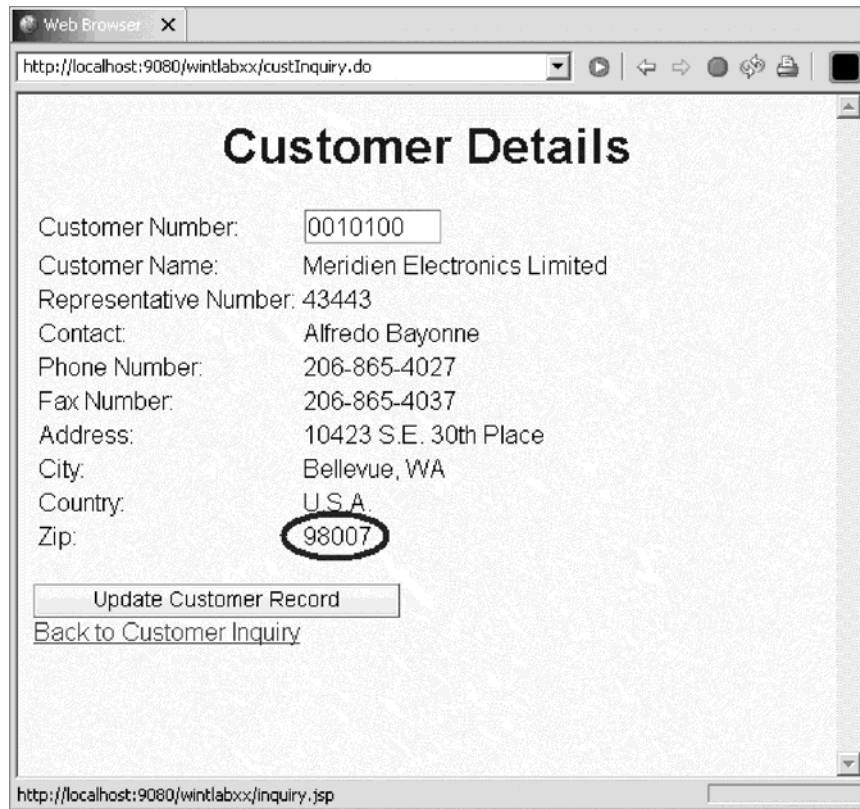 Web Browser
http://localhost:9080/wintlabxx/custInquiry.do
Customer Details
Customer Number: 0010100
Customer Name: Meridien Electronics Limited
Representative Number: 43443
Contact: Alfredo Bayonne
Phone Number: 206-865-4027
Fax Number: 206-865-4037
Address: 10423 S.E. 30th Place
City: Bellevue, WA
Country: U.S.A.
Zip: 98007
Update Customer Record
Back to Customer Inquiry
http://localhost:9080/wintlabxx/inquiry.jsp